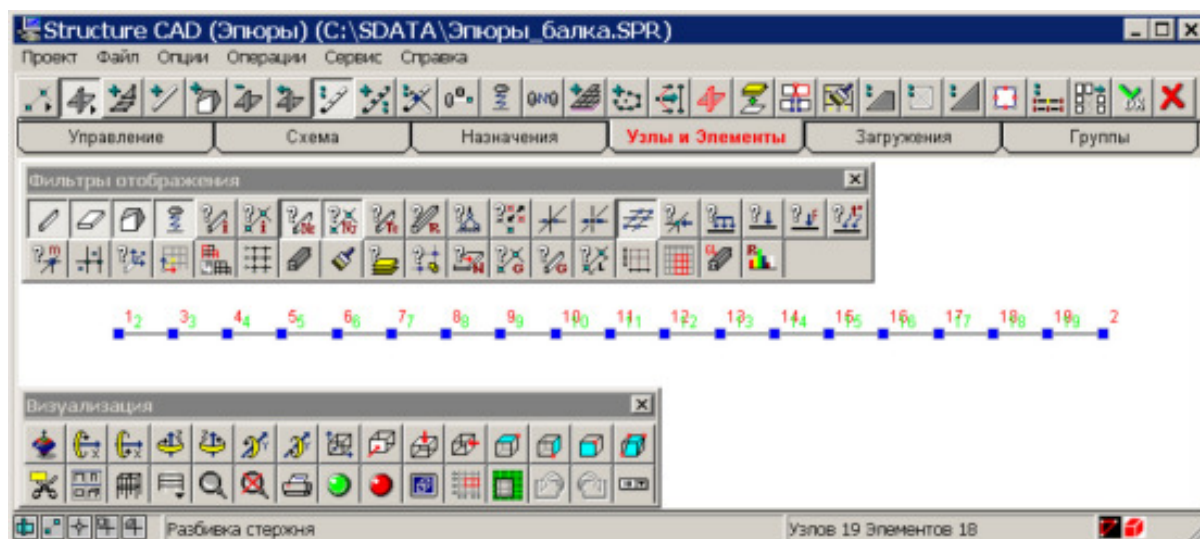 Structure CAD (Эпюры) (C:\SDATA\Эпюры_балка.SPR)
Проект Файл Опции Операции Сервис Справка
Управление Схема Назначения Узлы и Элементы Загружения Группы
Фильтры отображения
1 2 3 3 4 4 5 5 6 6 7 7 8 8 9 9 10 10 11 11 12 12 13 13 14 14 15 15 16 16 17 17 18 18 19 19 2
Визуализация
Разбивка стержня Узлов 19 Элементов 18